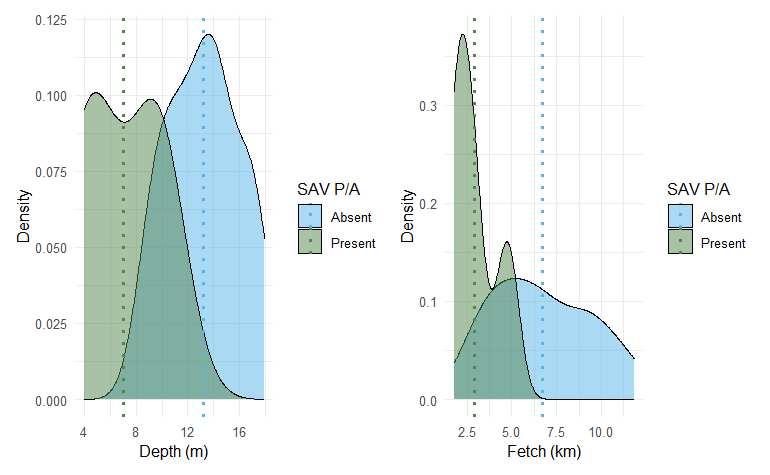 0.125
0.100
0.075
0.050
0.025
0.000
Density
4
8
12
16
Depth (m)
SAV P/A
Absent
Present
0.3
0.2
0.1
0.0
Density
2.5
5.0
7.5
10.0
Fetch (km)
SAV P/A
Absent
Present